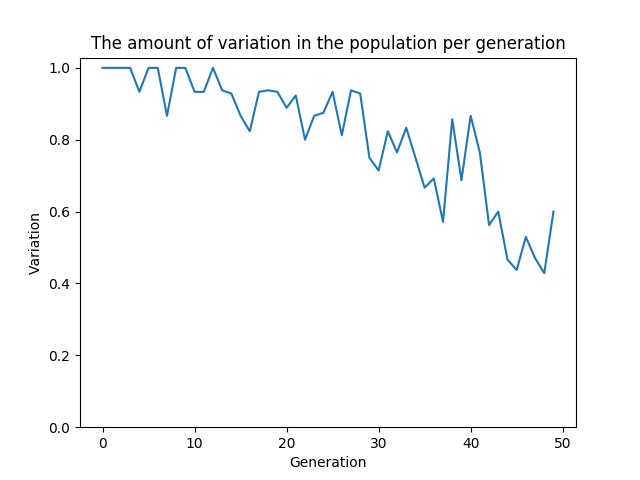 The amount of variation in the population per generation
1.0
0.8
0.6
0.4
0.2
0.0
Variation
0 10 20 30 40 50
Generation